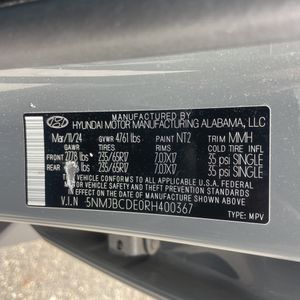 MANUFACTURED BY
HYUNDAI MOTOR MANUFACTURING ALABAMA, LLC
Mar/11/24 GVWR 4761 lbs PAINT NT2 TRIM MMH
GAWR TIRES RIMS COLD TIRE INFL
FRONT 2778 lbs 235/65R17 7.0JX17 35 psi SINGLE
REAR lbs 235/65R17 7.0JX17 35 psi SINGLE
THIS VEHICLE CONFORMS TO ALL APPLICABLE
U.S. FEDERAL MOTOR VEHICLE SAFETY
AND THEFT PREVENTION STANDARDS
IN EFFECT ON THE DATE OF MANUFACTURE
SHOWN ABOVE.
V.I.N 5NMJBCDE0RH400367 TYPE: MPV